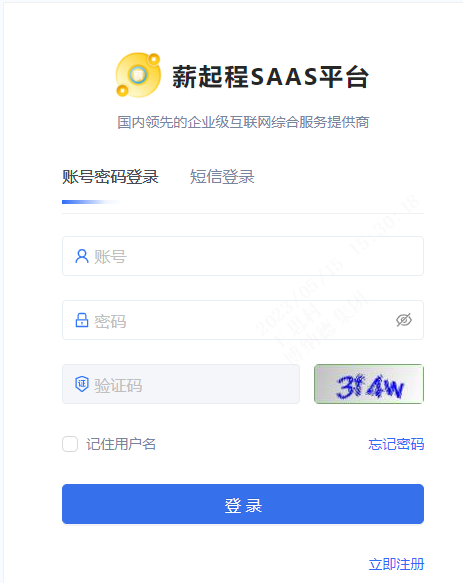 薪起程SAAS平台
国内领先的企业级互联网综合服务提供商
账号密码登录 短信登录
账号
密码
证 验证码 3f4w
记住用户名 忘记密码
登 录
立即注册